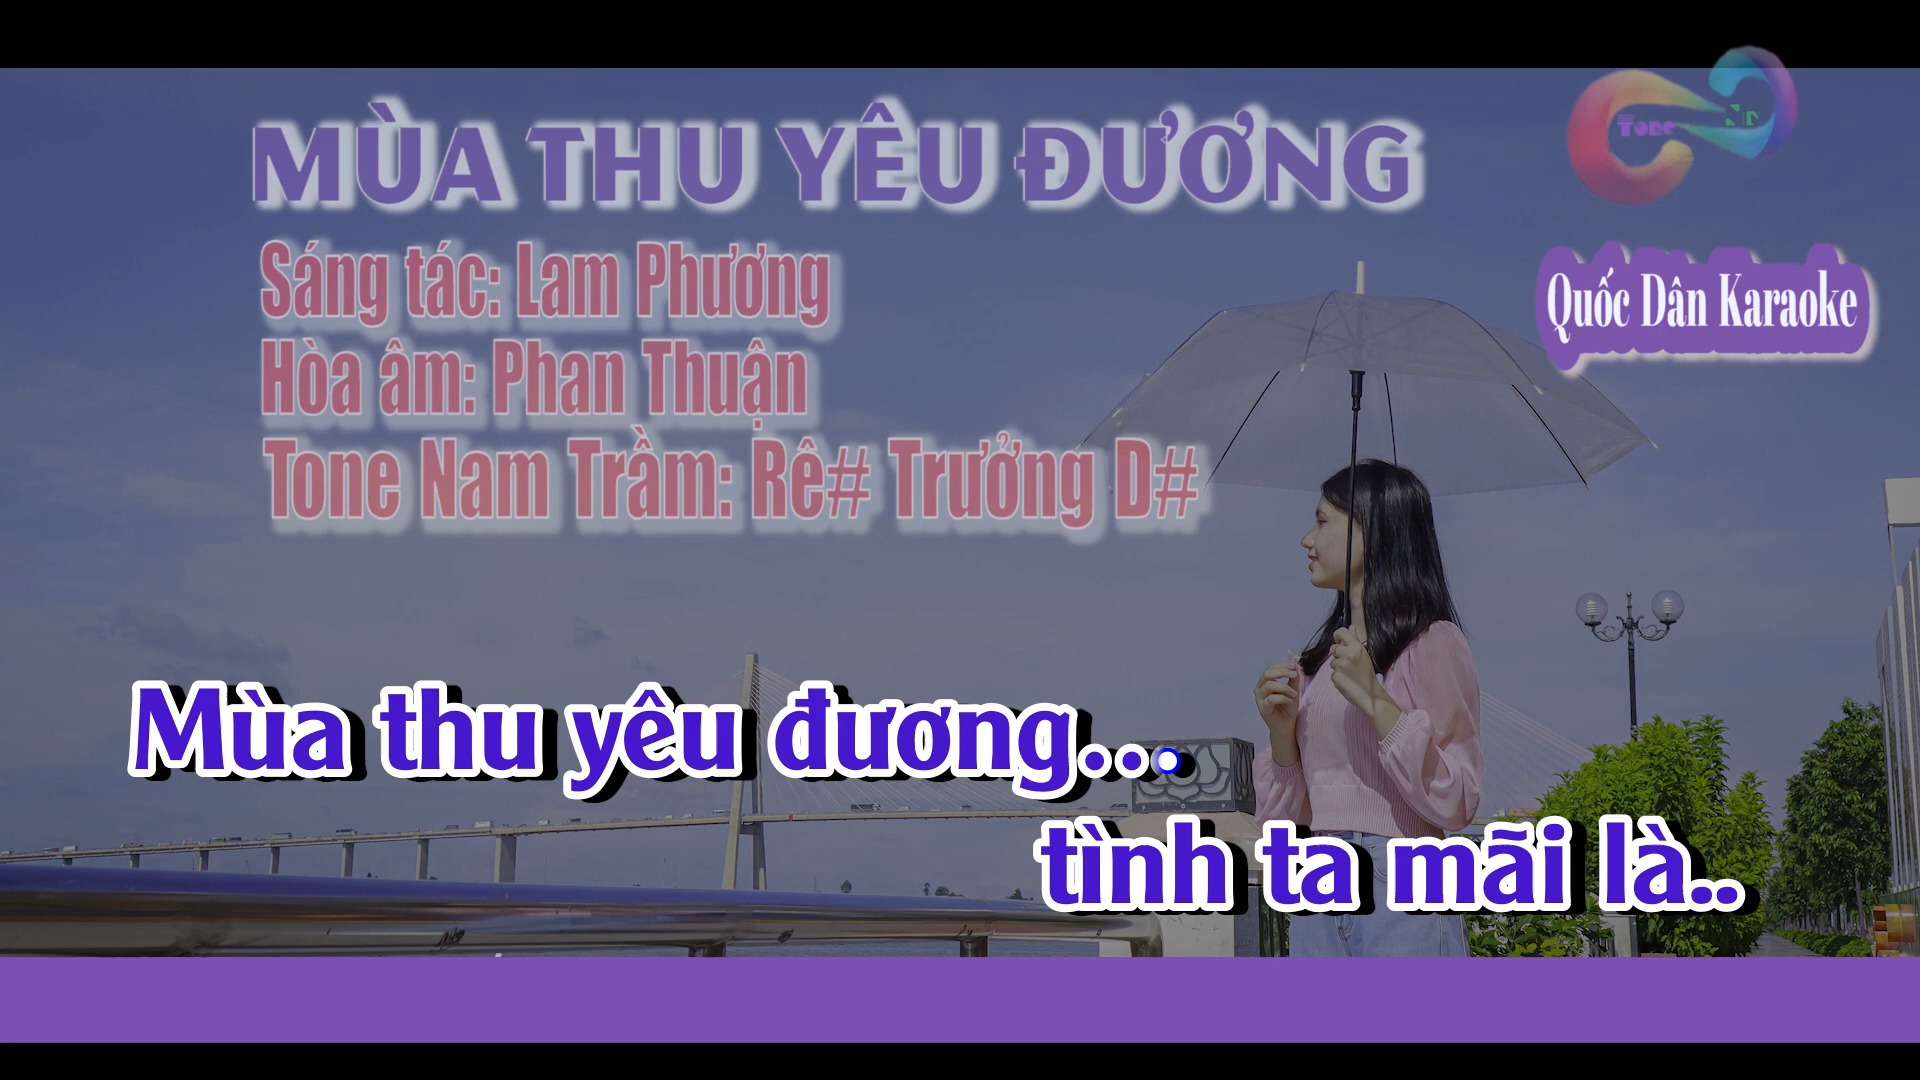 MÙA THU YÊU ĐƯƠNG
Sáng tác: Lam Phương
Hòa âm: Phan Thuận
Tone Nam Trầm: Rê# Trưởng D#
Tone
Quốc Dân Karaoke
Mùa thu yêu đương...
tình ta mãi là..